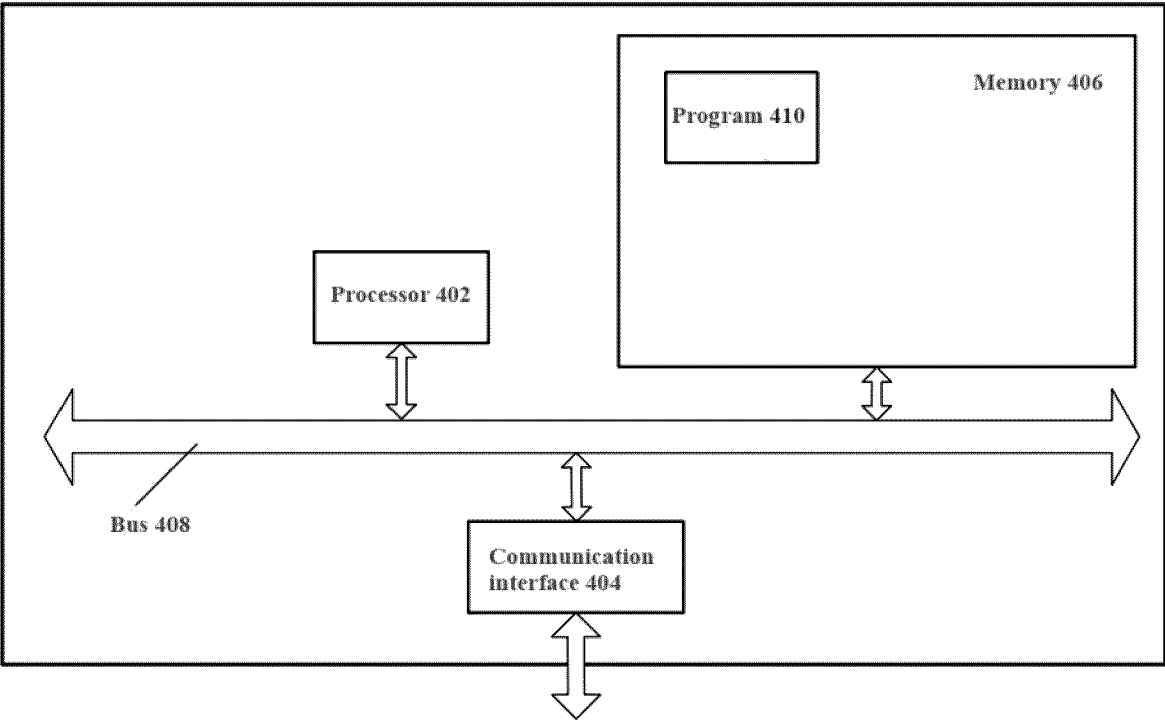 Memory 406
Program 410
Processor 402
Bus 408
Communication
interface 404